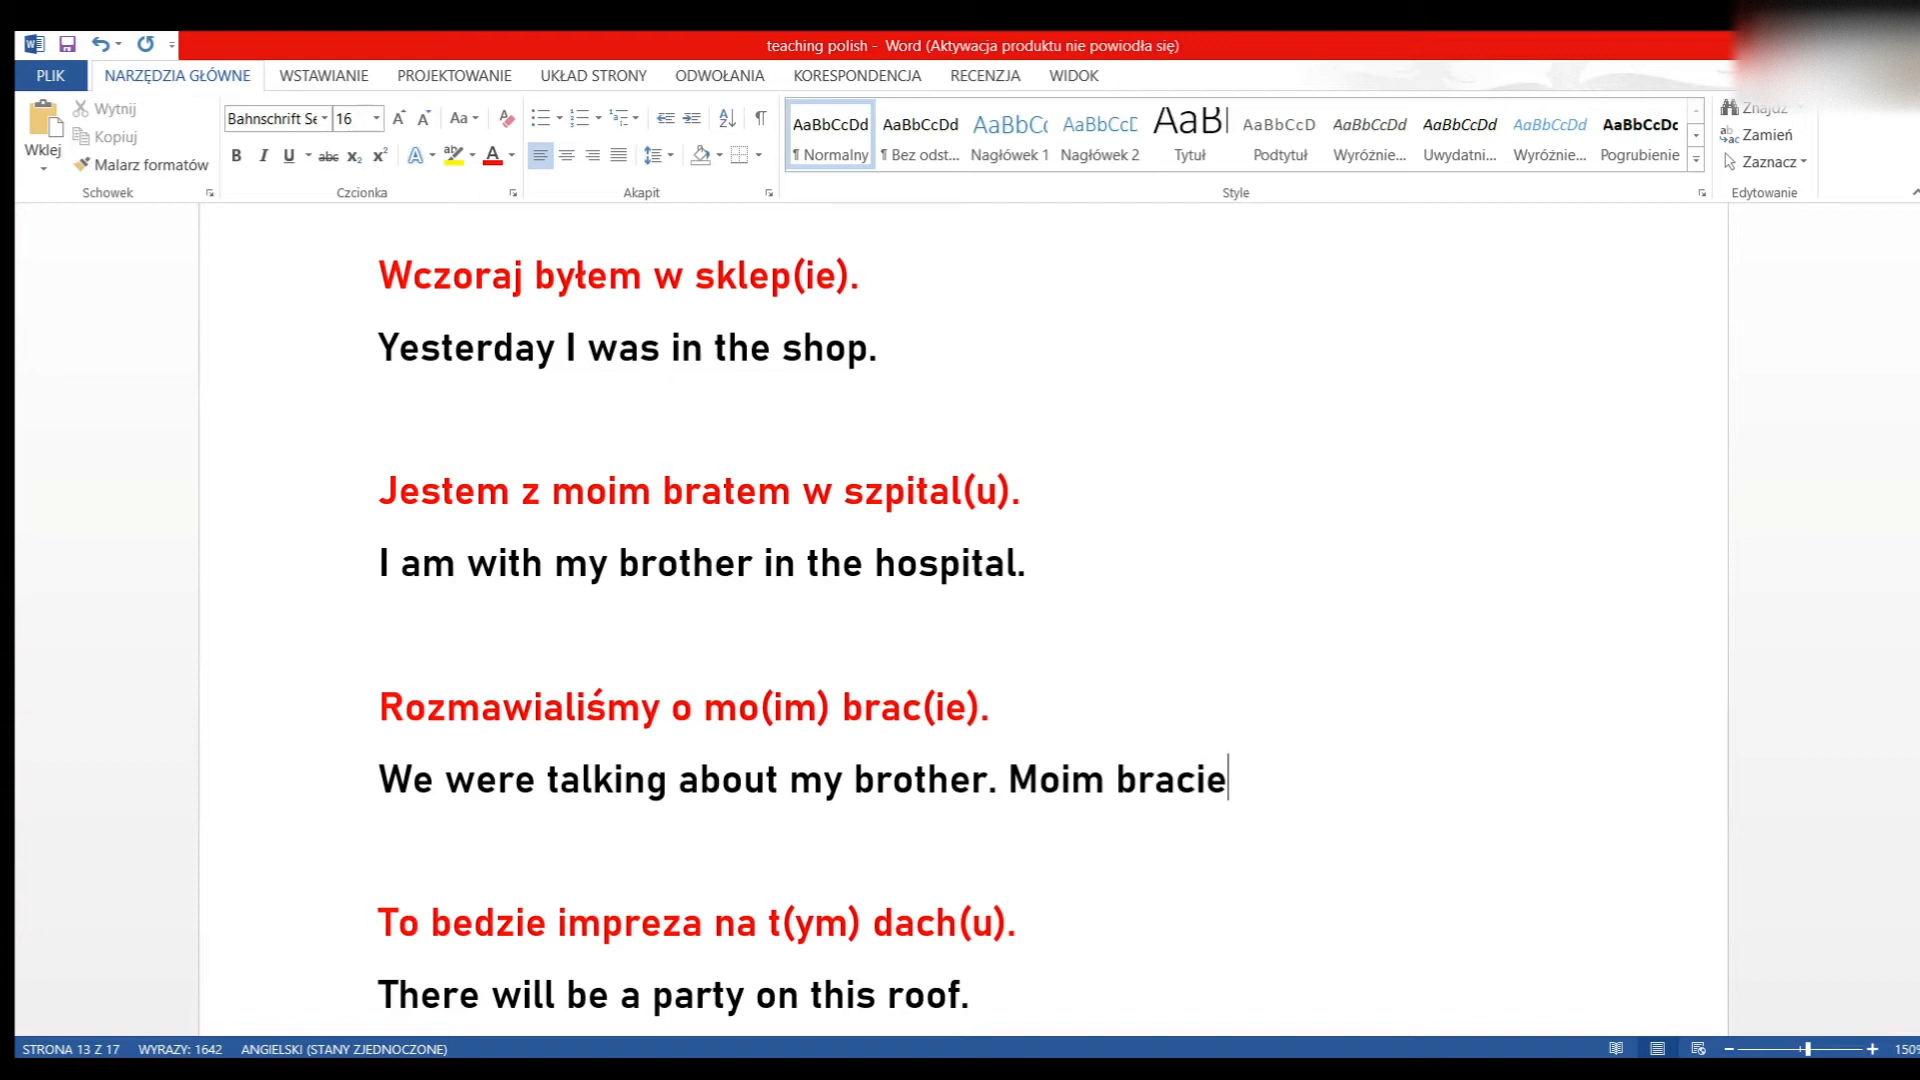 teaching polish - Word (Aktywacja produktu nie powiodła się)
PLIK NARZĘDZIA GŁÓWNE WSTAWIANIE PROJEKTOWANIE UKŁAD STRONY ODWOŁANIA KORESPONDENCJA RECENZJA WIDOK
Wklej
Wytnij
Kopiuj
Malarz formatów
Schowek
Bahnschrift Se 16
Czcionka
Akapit
AaBbCcDd AaBbCcDd AaBbCc AaBbCcD AaB AaBbCcD AaBbCcDd AaBbCcDd AaBbCcDd AaBbCcDc
¶ Normalny ¶ Bez odst... Nagłówek 1 Nagłówek 2 Tytuł Podtytuł Wyróżnie... Uwydatni... Wyróżnie... Pogrubienie
Style
Znajdź
Zamień
Zaznacz
Edytowanie
Wczoraj byłem w sklep(ie).
Yesterday I was in the shop.
Jestem z moim bratem w szpital(u).
I am with my brother in the hospital.
Rozmawialiśmy o mo(im) brac(ie).
We were talking about my brother. Moim bracie
To bedzie impreza na t(ym) dach(u).
There will be a party on this roof.
STRONA 13 Z 17 WYRAZY: 1642 ANGIELSKI (STANY ZJEDNOCZONE)
150%